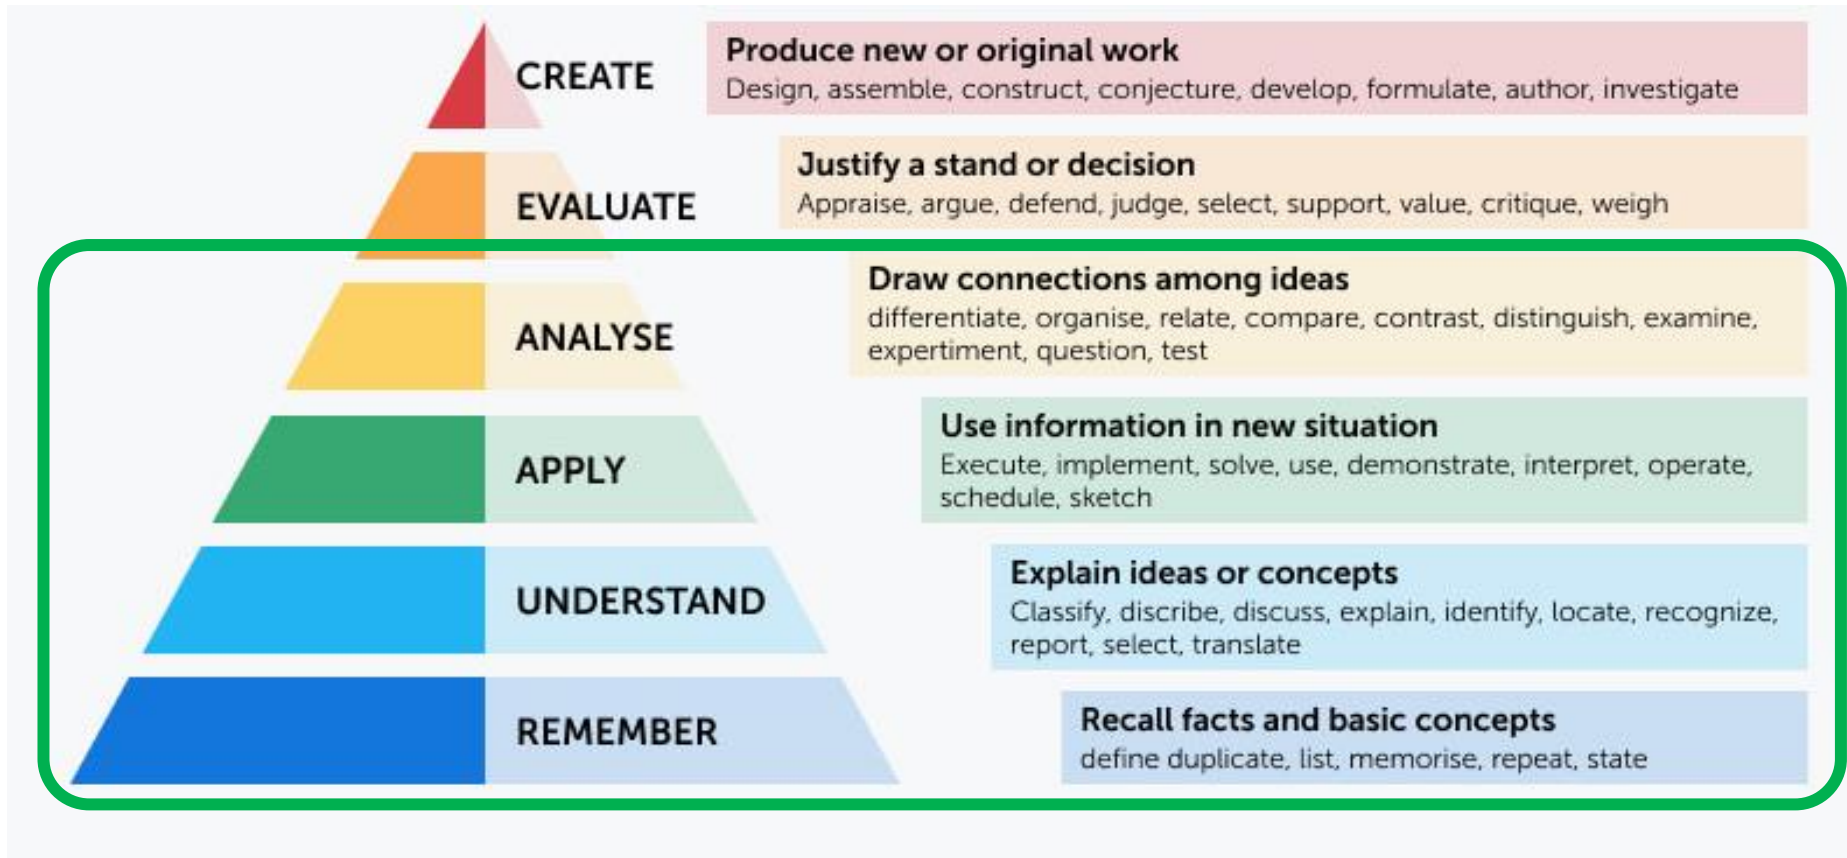 CREATE
Produce new or original work
Design, assemble, construct, conjecture, develop, formulate, author, investigate
EVALUATE
Justify a stand or decision
Appraise, argue, defend, judge, select, support, value, critique, weigh
ANALYSE
Draw connections among ideas
differentiate, organise, relate, compare, contrast, distinguish, examine,
expertiment, question, test
APPLY
Use information in new situation
Execute, implement, solve, use, demonstrate, interpret, operate,
schedule, sketch
UNDERSTAND
Explain ideas or concepts
Classify, discribe, discuss, explain, identify, locate, recognize,
report, select, translate
REMEMBER
Recall facts and basic concepts
define duplicate, list, memorise, repeat, state